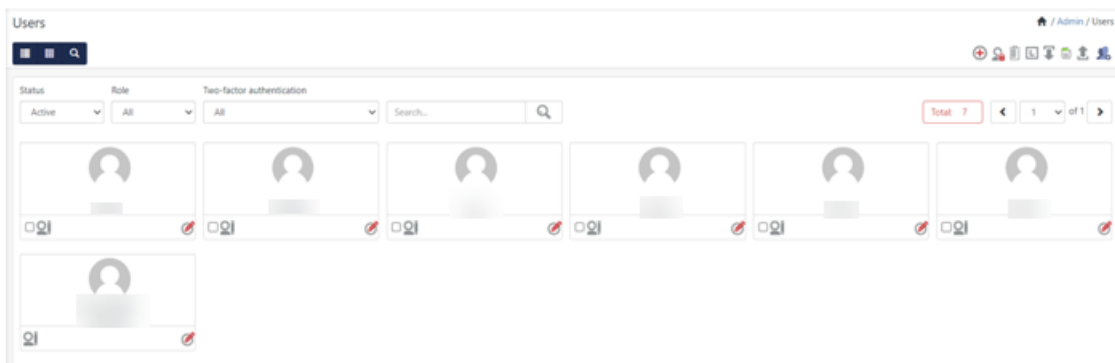 Users
/ Admin / Users
Status Role Two-factor authentication
Active All All Search... Total: 7 1 of 1